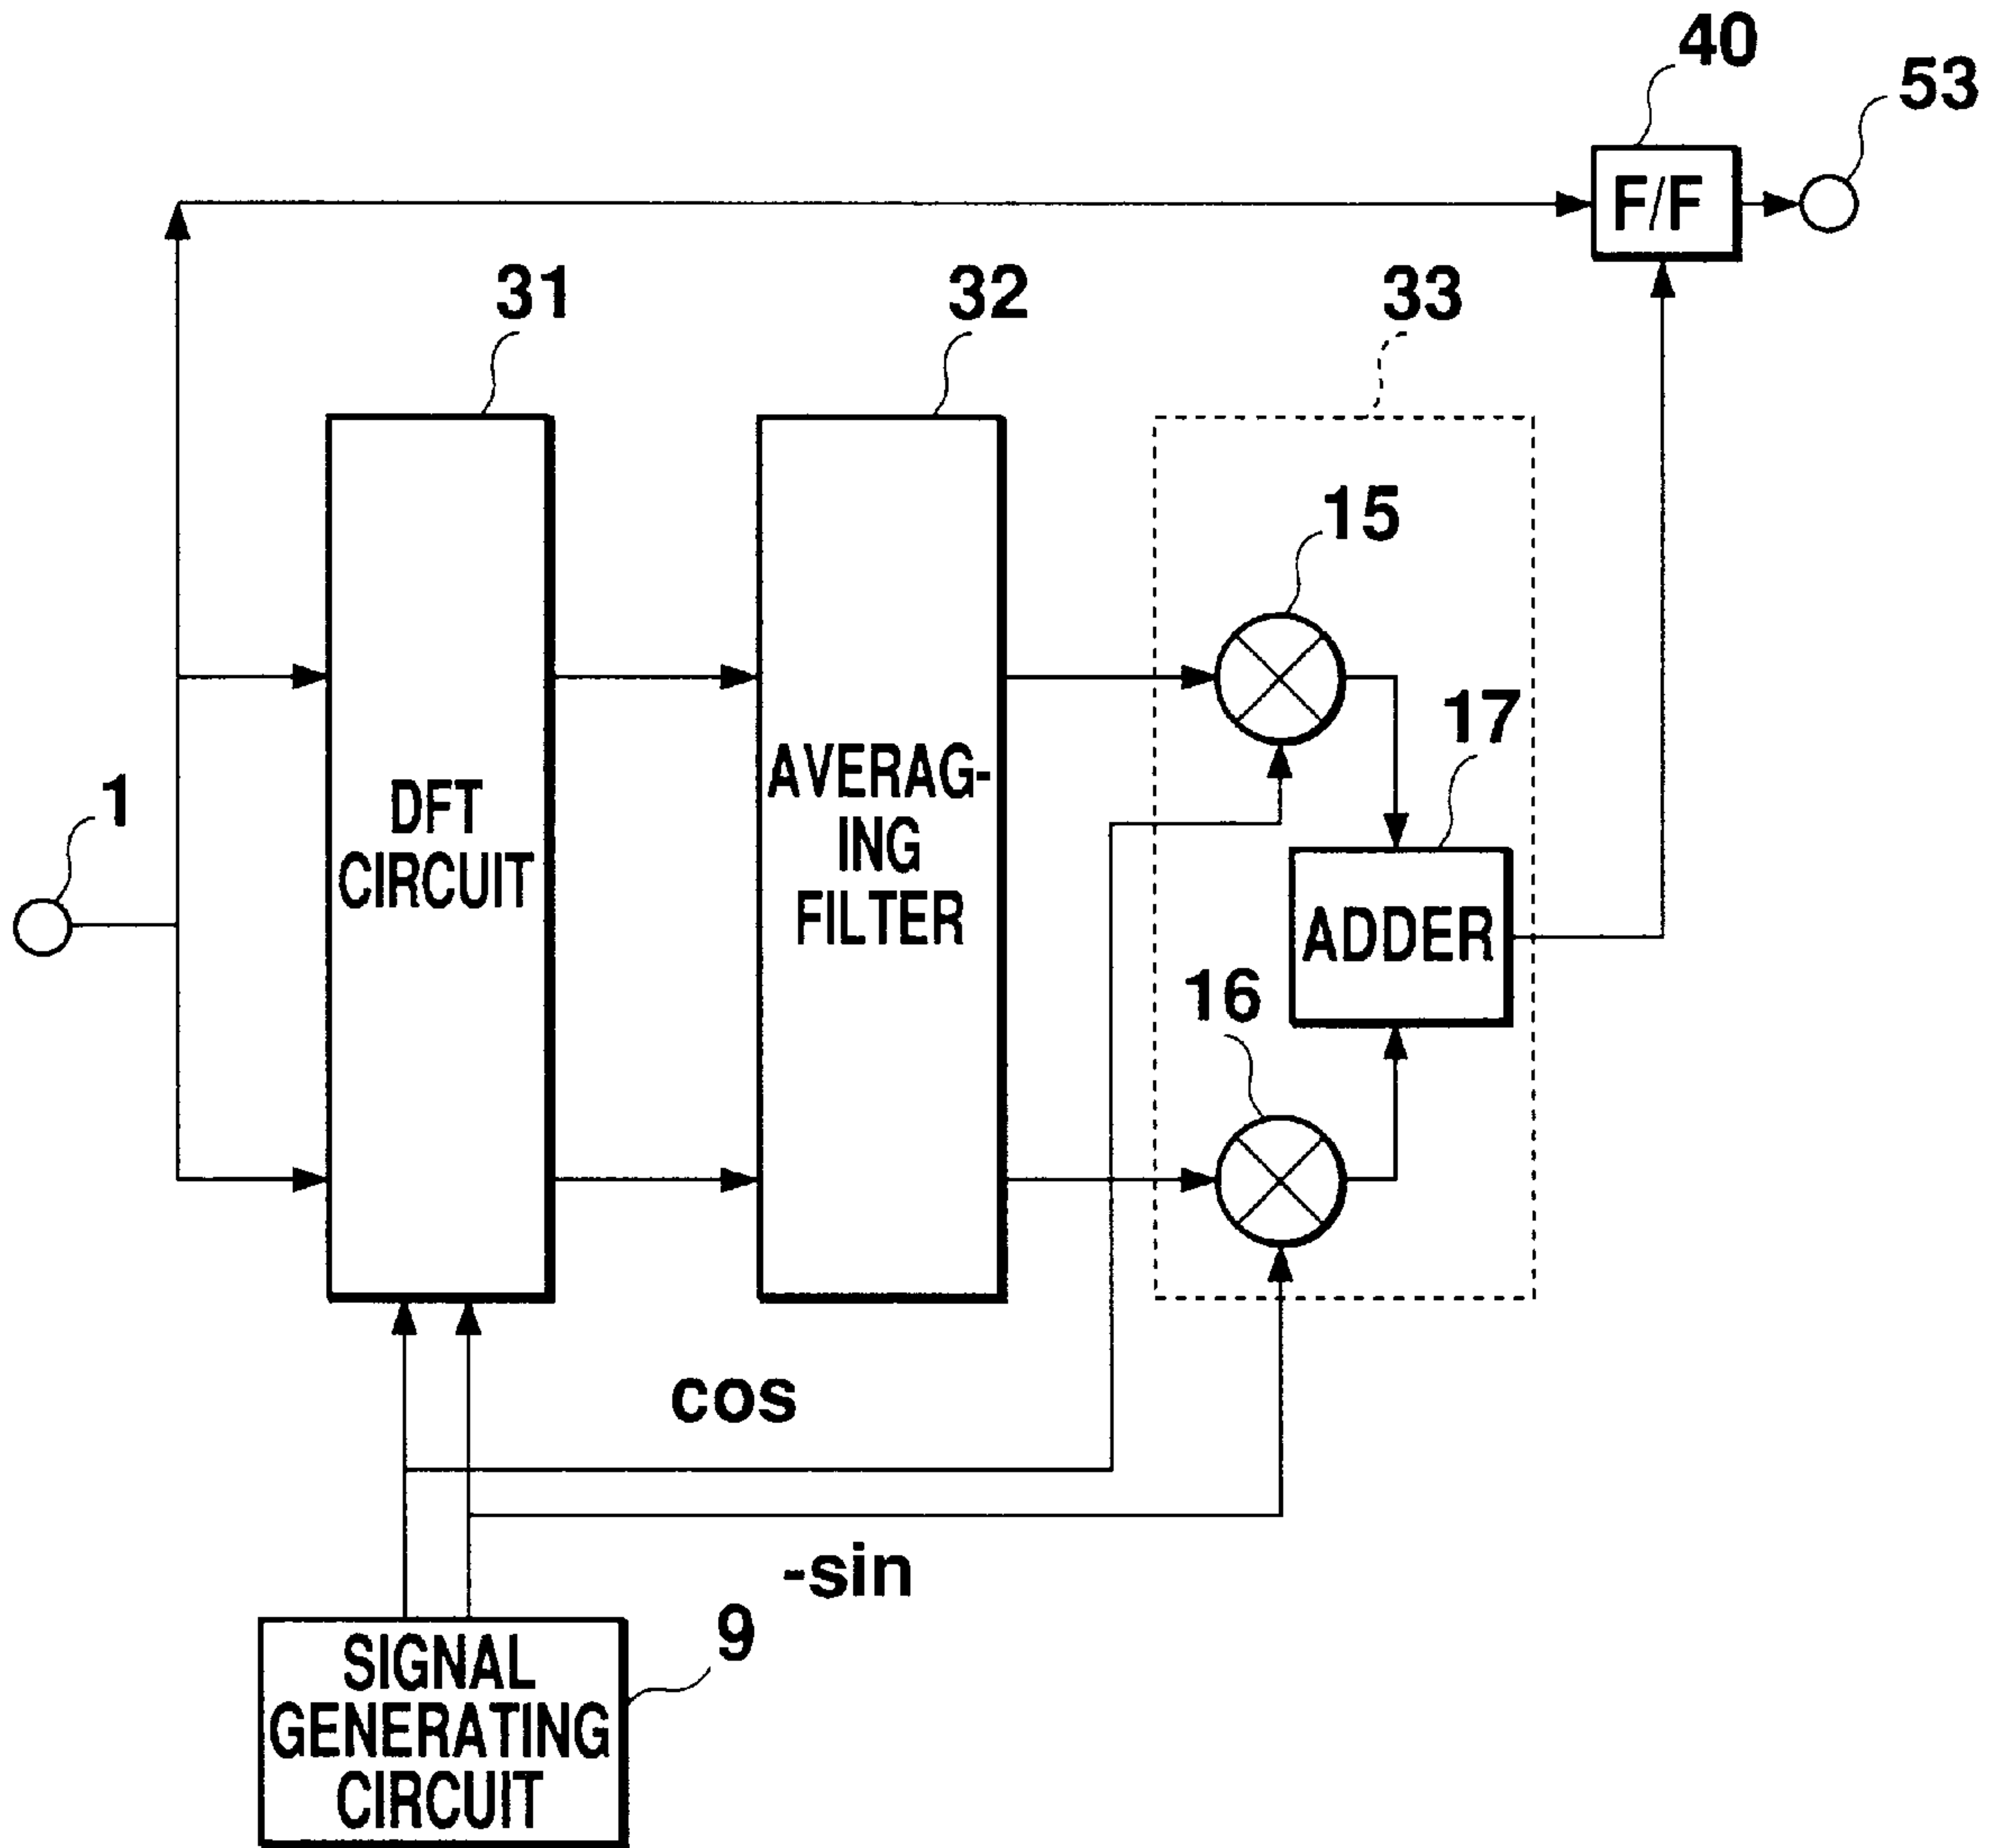 40
53
F/F
31
32
33
15
17
1
DFT
CIRCUIT
AVERAG-
ING
FILTER
ADDER
16
cos
-sin
9
SIGNAL
GENERATING
CIRCUIT